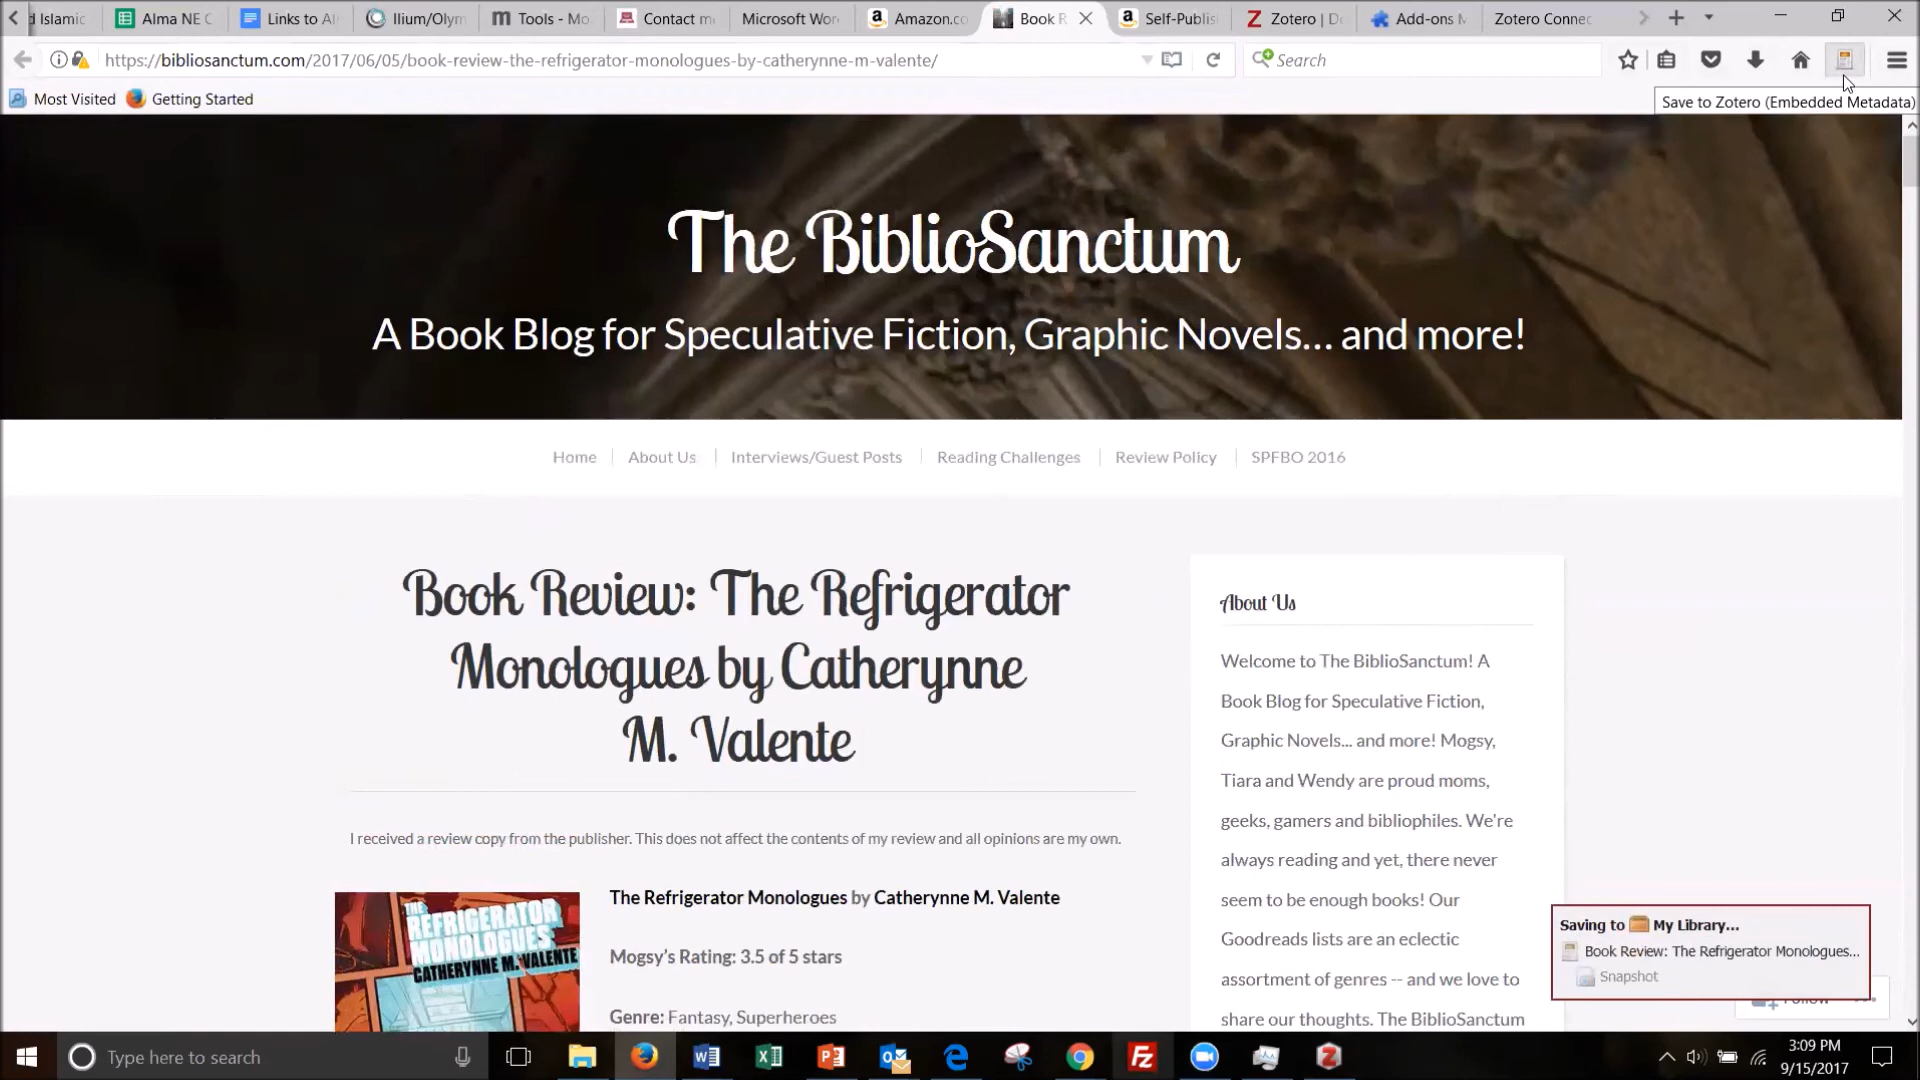 d Islamic
Alma NE C
Links to Al
Ilium/Olym
Tools - Mo
Contact m
Microsoft Wor
Amazon.co
Book R
Self-Publis
Zotero | D
Add-ons M
Zotero Connec
https://bibliosanctum.com/2017/06/05/book-review-the-refrigerator-monologues-by-catherynne-m-valente/
Search
Most Visited
Getting Started
Save to Zotero (Embedded Metadata)
The BiblioSanctum
A Book Blog for Speculative Fiction, Graphic Novels... and more!
Home
About Us
Interviews/Guest Posts
Reading Challenges
Review Policy
SPFBO 2016
Book Review: The Refrigerator
Monologues by Catherynne
M. Valente
I received a review copy from the publisher. This does not affect the contents of my review and all opinions are my own.
THE
REFRIGERATOR
MONOLOGUES
CATHERYNNE M. VALENTE
The Refrigerator Monologues by Catherynne M. Valente
Mogsy's Rating: 3.5 of 5 stars
Genre: Fantasy, Superheroes
About Us
Welcome to The BiblioSanctum! A
Book Blog for Speculative Fiction,
Graphic Novels... and more! Mogsy,
Tiara and Wendy are proud moms,
geeks, gamers and bibliophiles. We're
always reading and yet, there never
seem to be enough books! Our
Goodreads lists are an eclectic
assortment of genres -- and we love to
share our thoughts. The BiblioSanctum
Saving to My Library...
Book Review: The Refrigerator Monologues...
Snapshot
Follow
Type here to search
3:09 PM
9/15/2017